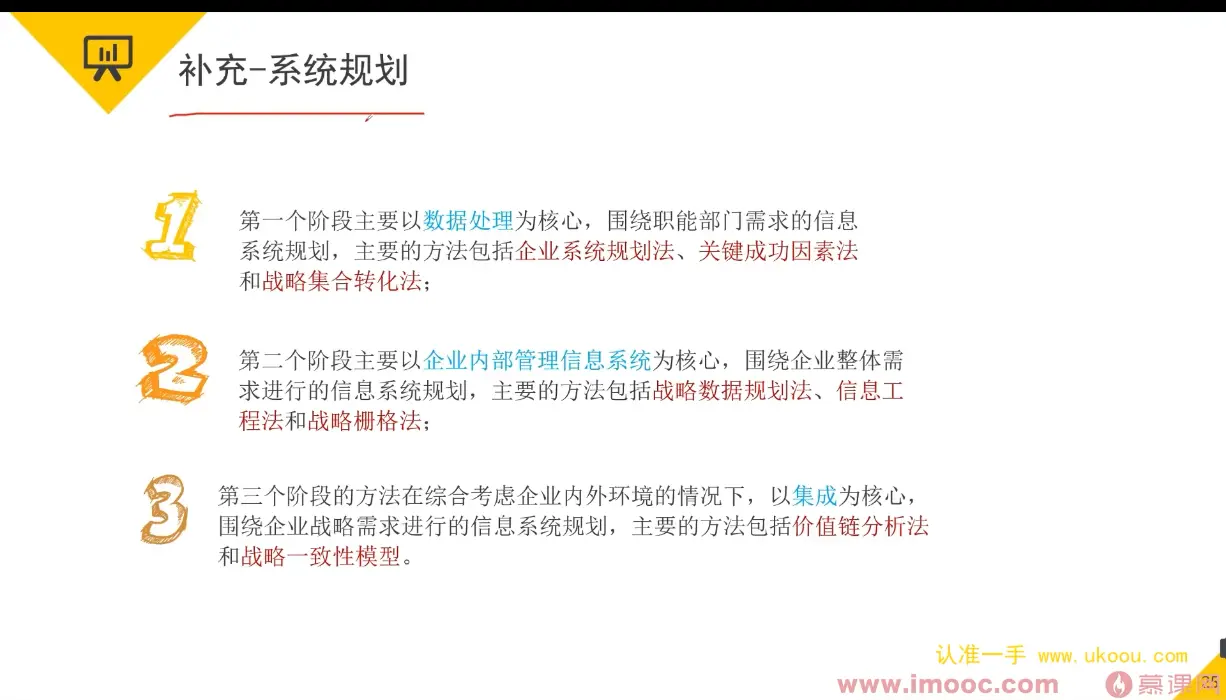 补充-系统规划
1
第一个阶段主要以数据处理为核心，围绕职能部门需求的信息
系统规划，主要的方法包括企业系统规划法、关键成功因素法
和战略集合转化法；
2
第二个阶段主要以企业内部管理信息系统为核心，围绕企业整体需
求进行的信息系统规划，主要的方法包括战略数据规划法、信息工
程法和战略栅格法；
3
第三个阶段的方法在综合考虑企业内外环境的情况下，以集成为核心，
围绕企业战略需求进行的信息系统规划，主要的方法包括价值链分析法
和战略一致性模型。
认准一手 www.ukoou.com
www.imooc.com 慕课网